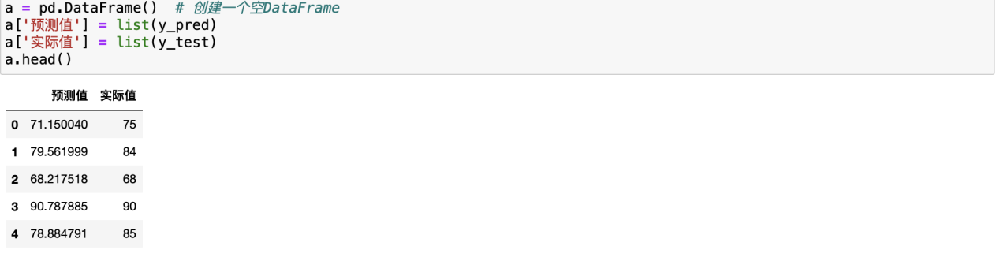 a = pd.DataFrame()  # 创建一个空DataFrame
a['预测值'] = list(y_pred)
a['实际值'] = list(y_test)
a.head()
预测值 实际值
0 71.150040 75
1 79.561999 84
2 68.217518 68
3 90.787885 90
4 78.884791 85